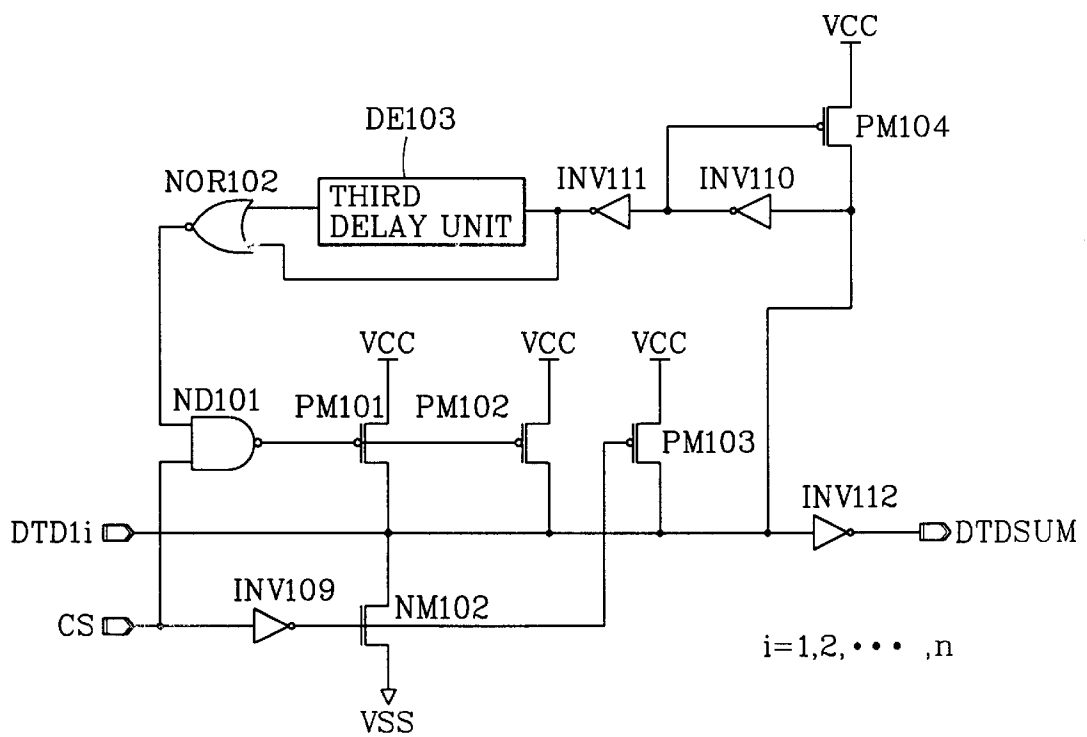 VCC
DE103
PM104
NOR102
THIRD
DELAY UNIT
INV111
INV110
VCC
VCC
VCC
ND101
PM101
PM102
PM103
DTD1i
INV112
DTDSUM
INV109
NM102
CS
i=1,2,••• ,n
VSS